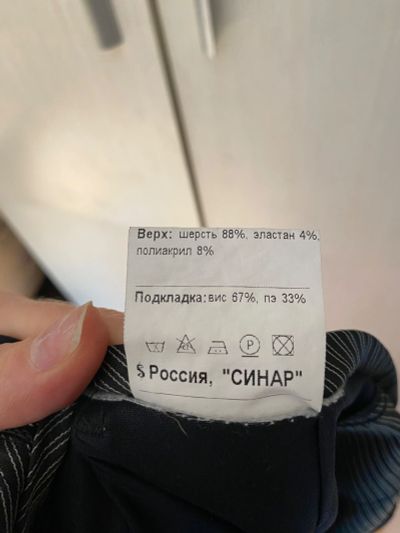 Верх: шерсть 88%, эластан 4%,
полиакрил 8%
Подкладка: вис 67%, пэ 33%
P
Россия, "СИНАР"